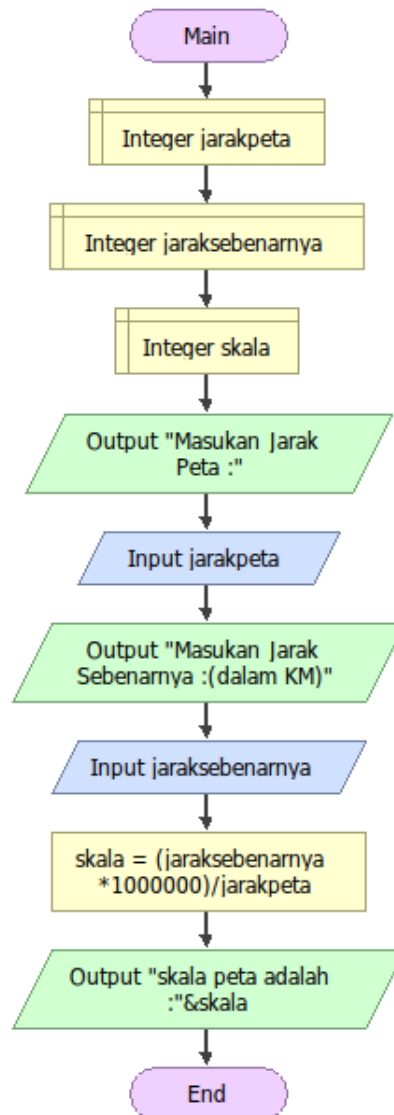 Main
Integer jarakpeta
Integer jaraksebenarnya
Integer skala
Output "Masukan Jarak
Peta :"
Input jarakpeta
Output "Masukan Jarak
Sebenarnya :(dalam KM)"
Input jaraksebenarnya
skala = (jaraksebenarnya
*1000000)/jarakpeta
Output "skala peta adalah
:"&skala
End